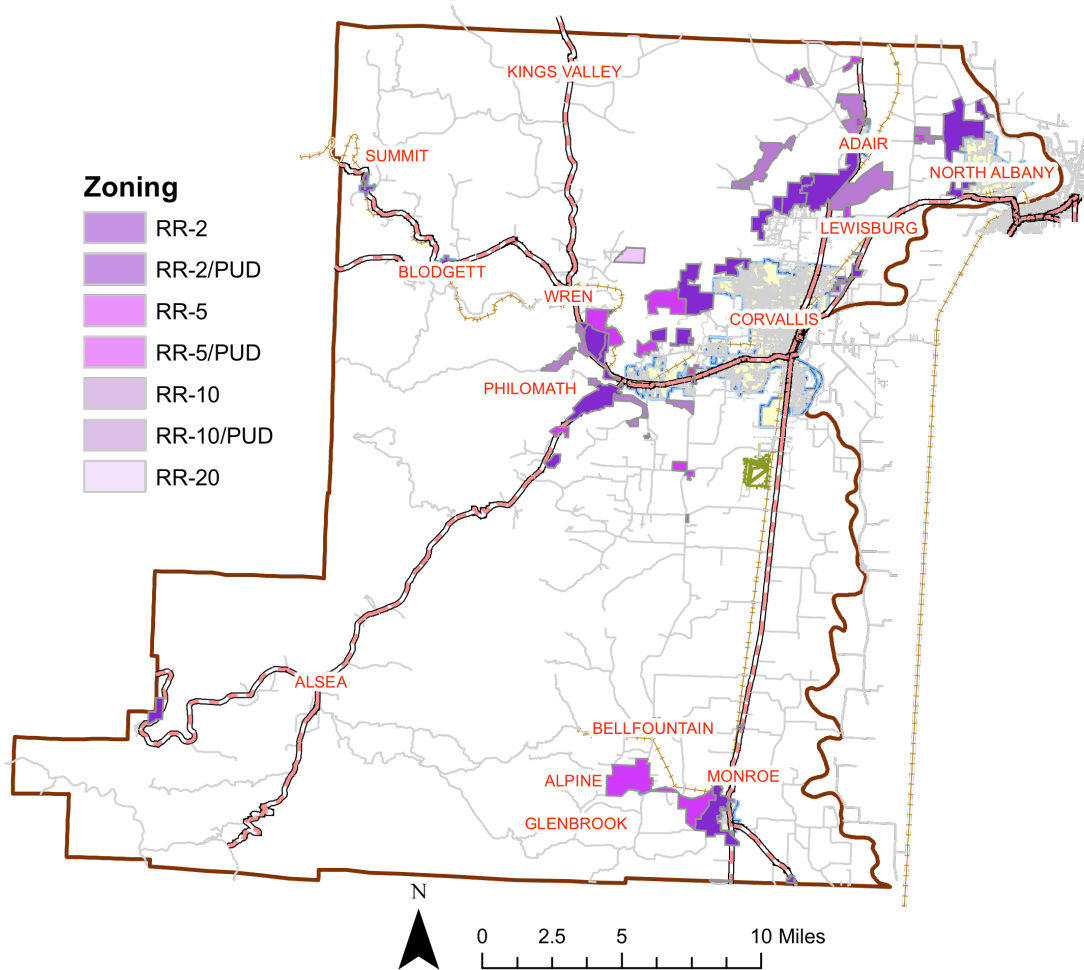 KINGS VALLEY
ADAIR
SUMMIT
NORTH ALBANY
Zoning
RR-2
RR-2/PUD
RR-5
RR-5/PUD
RR-10
RR-10/PUD
RR-20
LEWISBURG
BLODGETT
WREN
CORVALLIS
PHILOMATH
ALSEA
BELLFOUNTAIN
ALPINE
MONROE
GLENBROOK
N
0 2.5 5 10 Miles